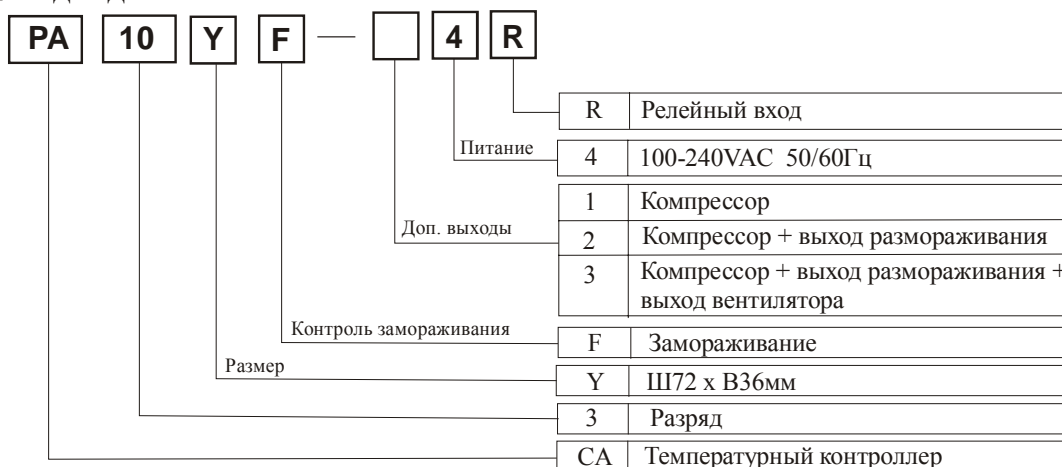 PA 10 Y F — 4 R
R Релейный вход
Питание
4 100-240VAC 50/60Гц
1 Компрессор
Доп. выходы
2 Компрессор + выход размораживания
3 Компрессор + выход размораживания +
выход вентилятора
Контроль замораживания
F Замораживание
Размер
Y Ш72 x В36мм
3 Разряд
CA Температурный контроллер